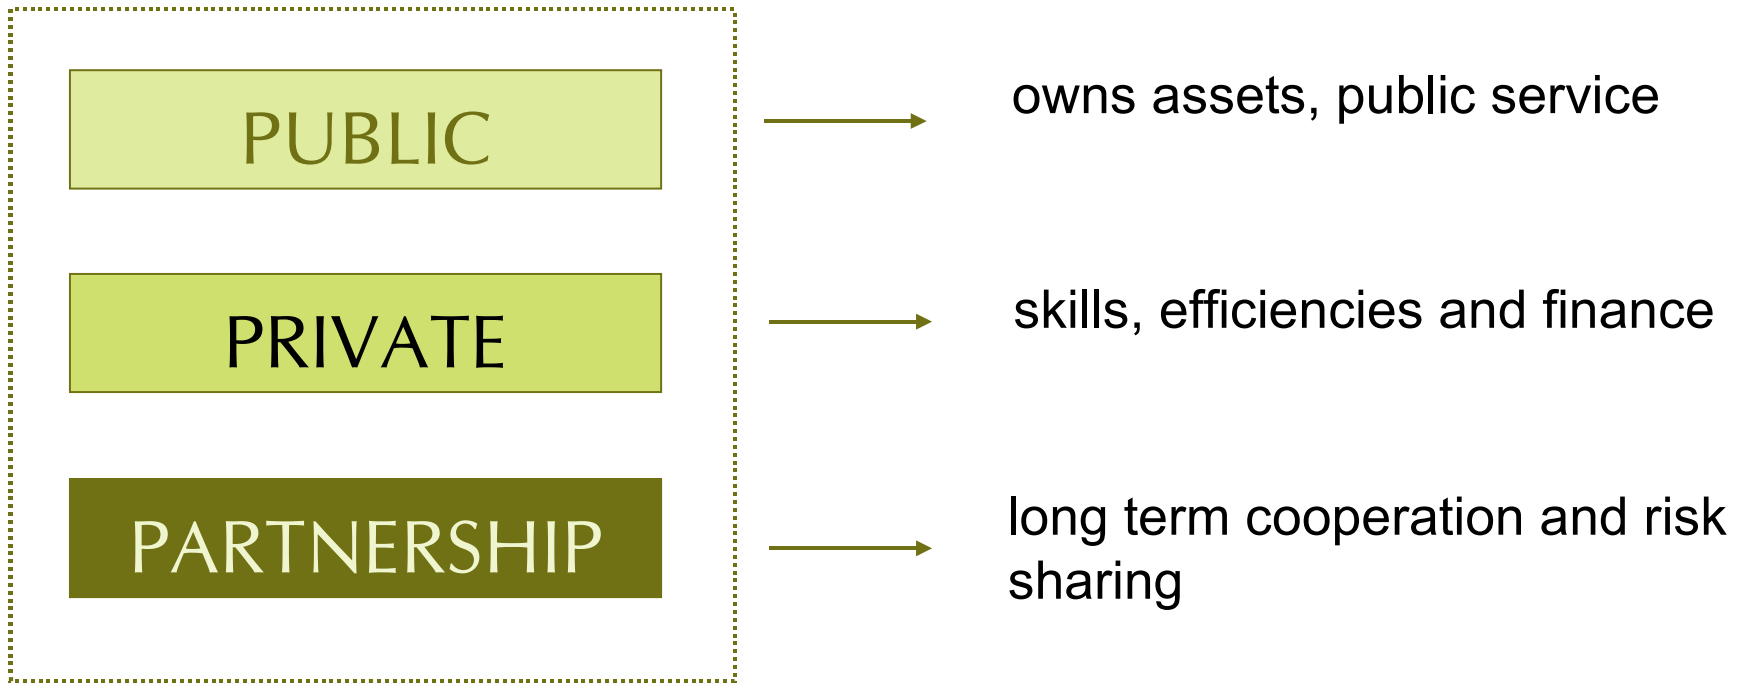 PUBLIC
owns assets, public service
PRIVATE
skills, efficiencies and finance
PARTNERSHIP
long term cooperation and risk
sharing